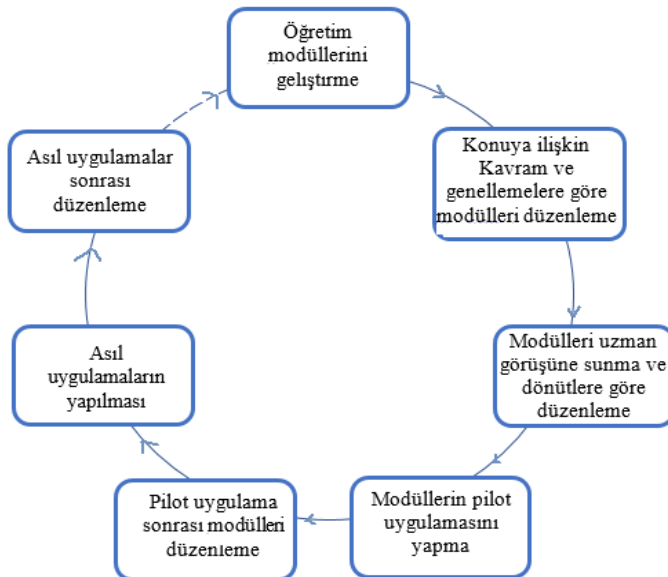 Öğretim
modüllerini
geliştirme
Konuya ilişkin
Kavram ve
genellemelere göre
modülleri düzenleme
Modülleri uzman
görüşüne sunma ve
dönütlere göre
düzenleme
Modüllerin pilot
uygulamasını
yapma
Pilot uygulama
sonrası modülleri
düzenleme
Asıl
uygulamaların
yapılması
Asıl uygulamalar
sonrası
düzenleme